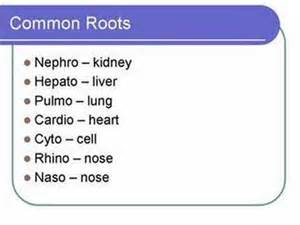 Common Roots
• Nephro – kidney
• Hepato – liver
• Pulmo – lung
• Cardio – heart
• Cyto – cell
• Rhino – nose
• Naso – nose